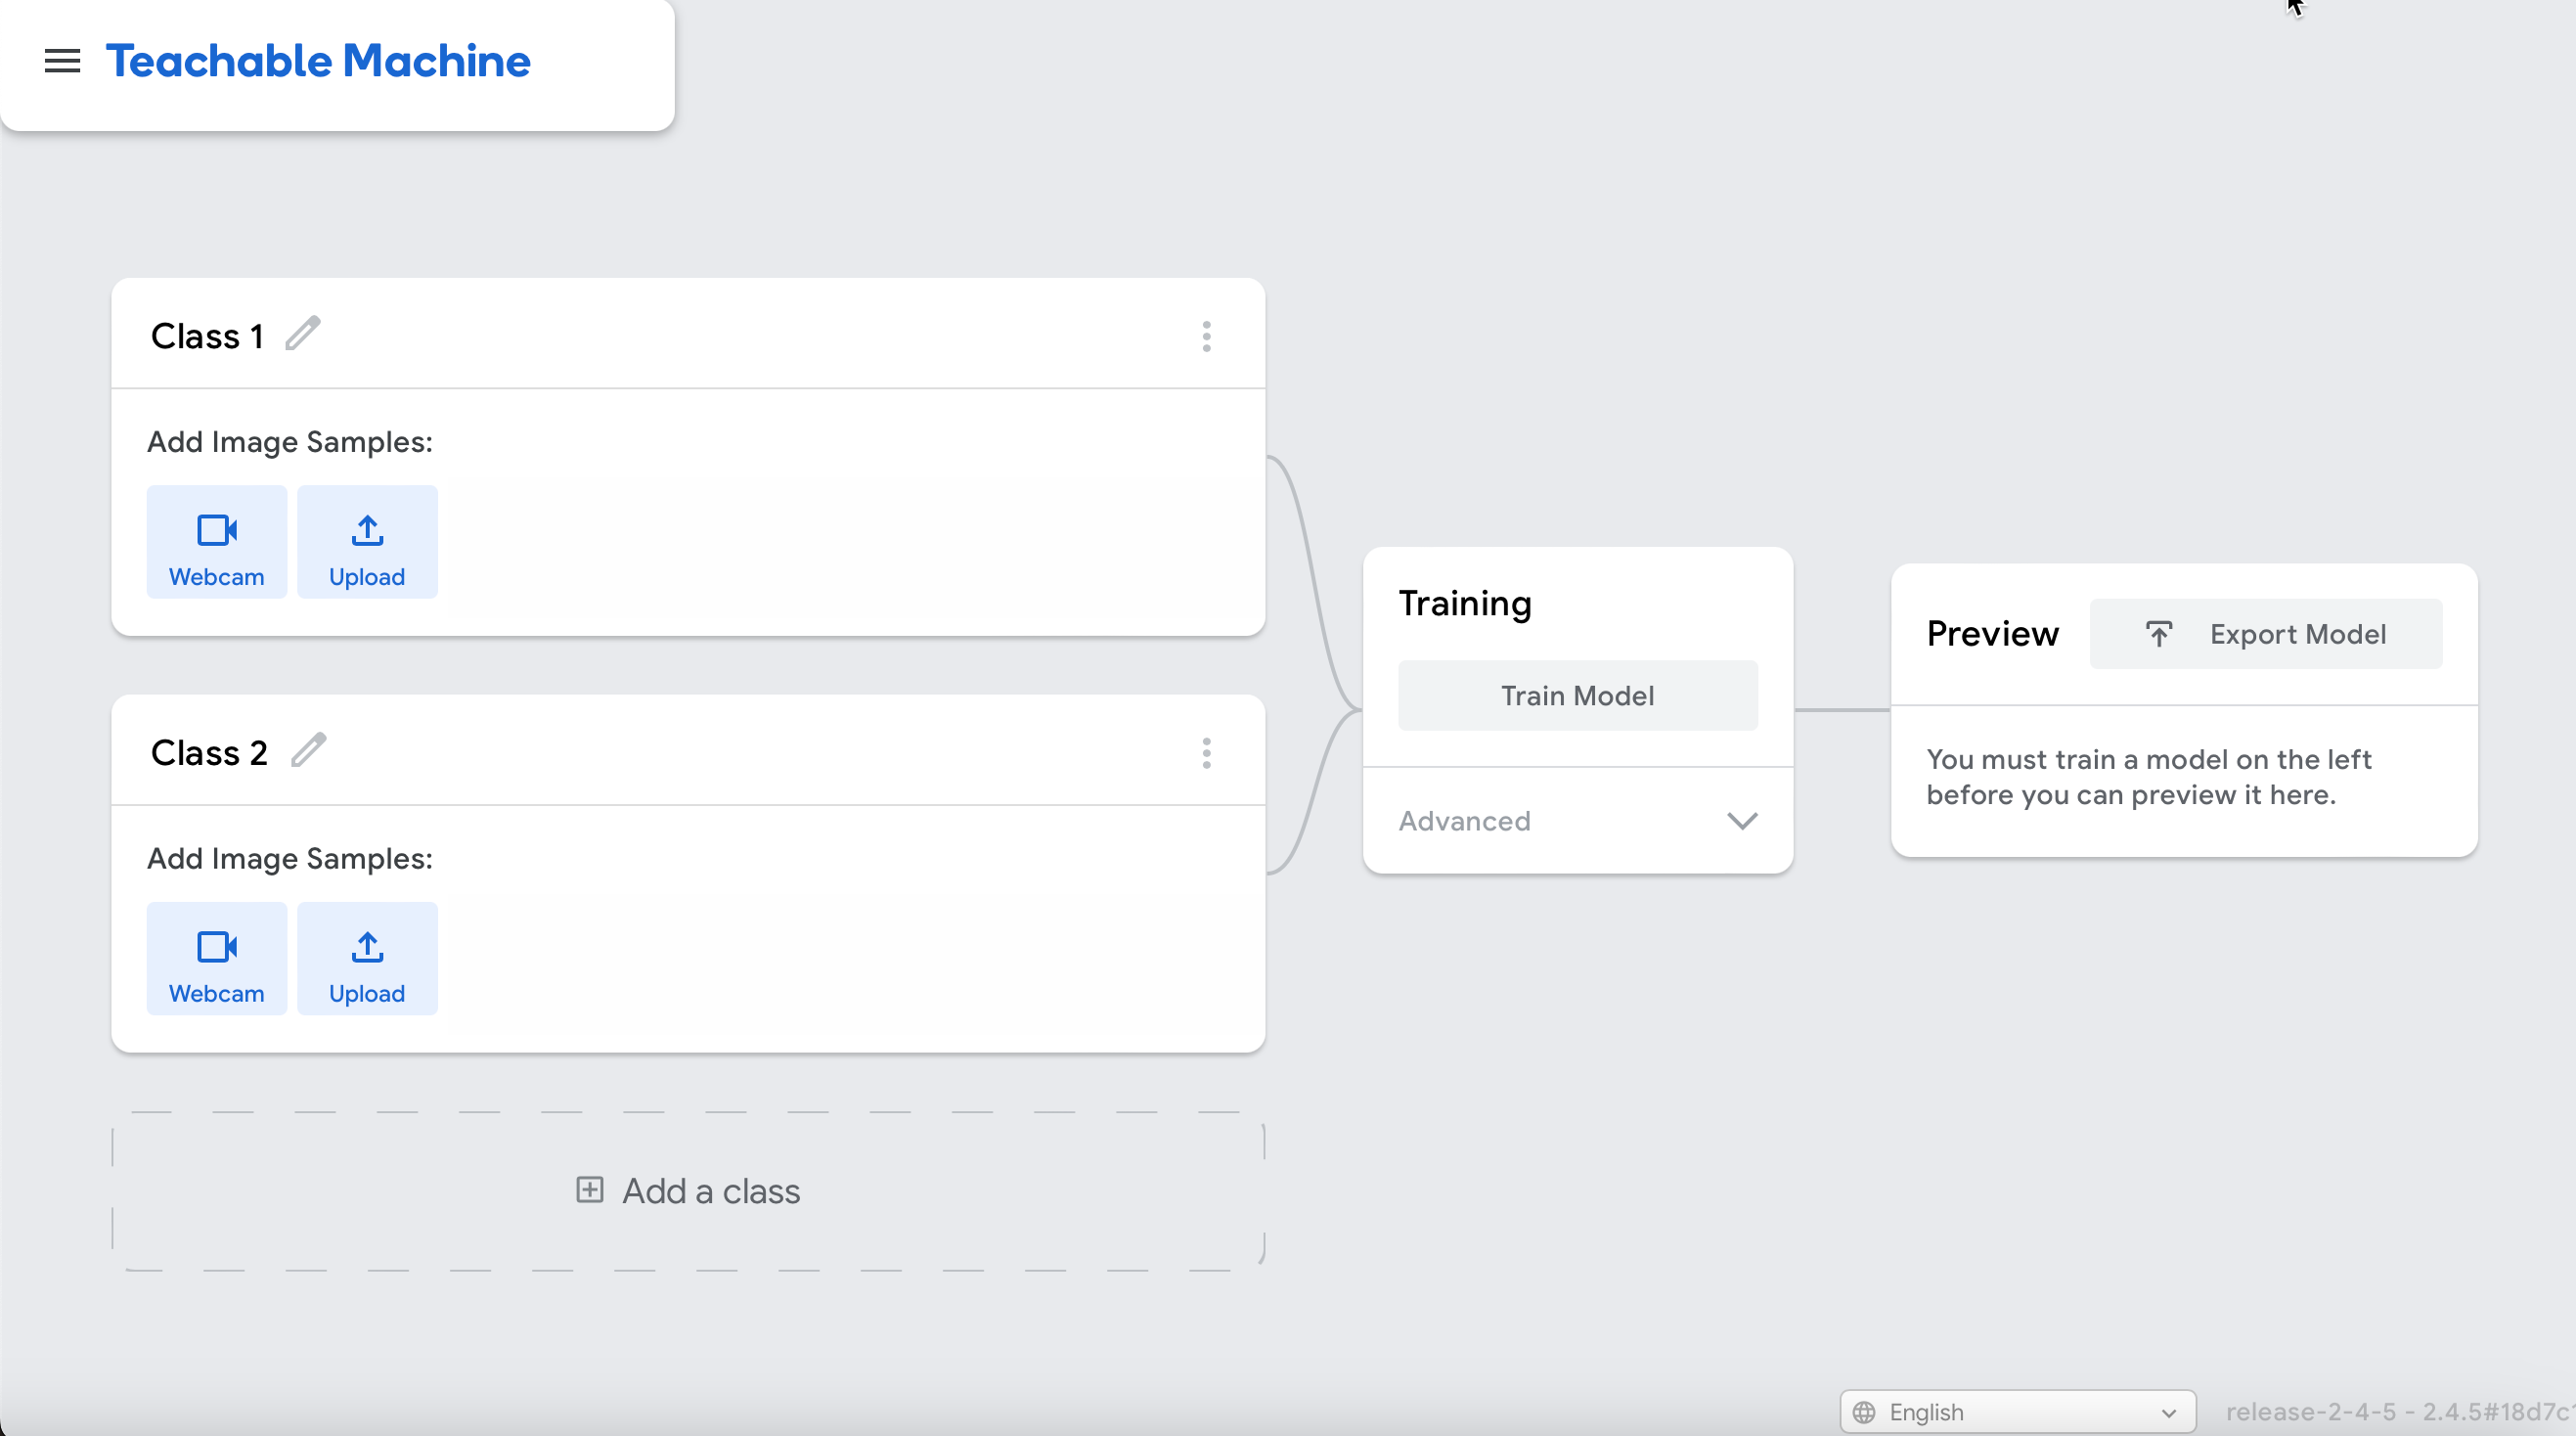 Teachable Machine
Class 1
Add Image Samples:
Webcam
Upload
Class 2
Add Image Samples:
Webcam
Upload
Add a class
Training
Train Model
Advanced
Preview
Export Model
You must train a model on the left
before you can preview it here.
English
release-2-4-5 - 2.4.5#18d7c